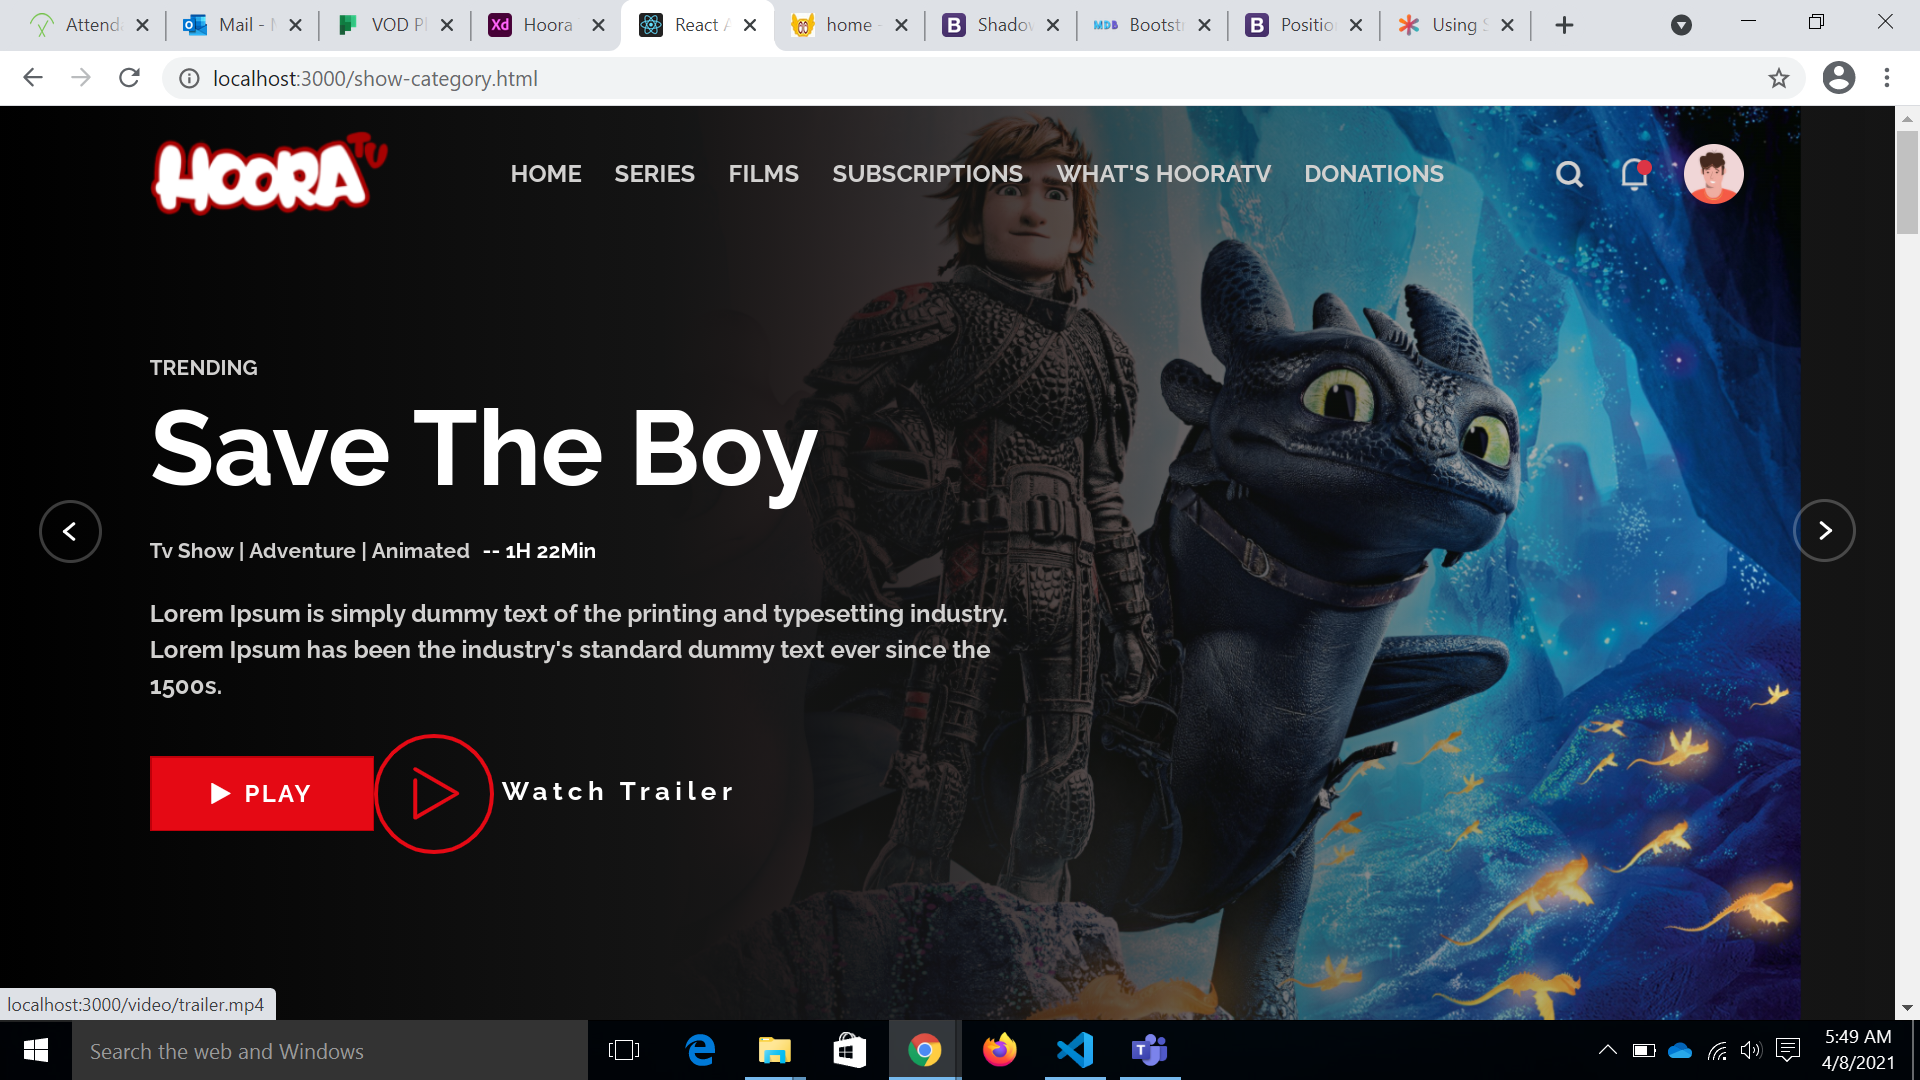 Attend
Mail -
VOD Pl
Hoora
React A
home -
Shadow
Bootst
Position
Using S
localhost:3000/show-category.html
HOORA TV
HOME SERIES FILMS SUBSCRIPTIONS WHAT'S HOORATV DONATIONS
TRENDING
Save The Boy
Tv Show | Adventure | Animated -- 1H 22Min
Lorem Ipsum is simply dummy text of the printing and typesetting industry.
Lorem Ipsum has been the industry's standard dummy text ever since the
1500s.
PLAY
Watch Trailer
localhost:3000/video/trailer.mp4
Search the web and Windows
5:49 AM
4/8/2021